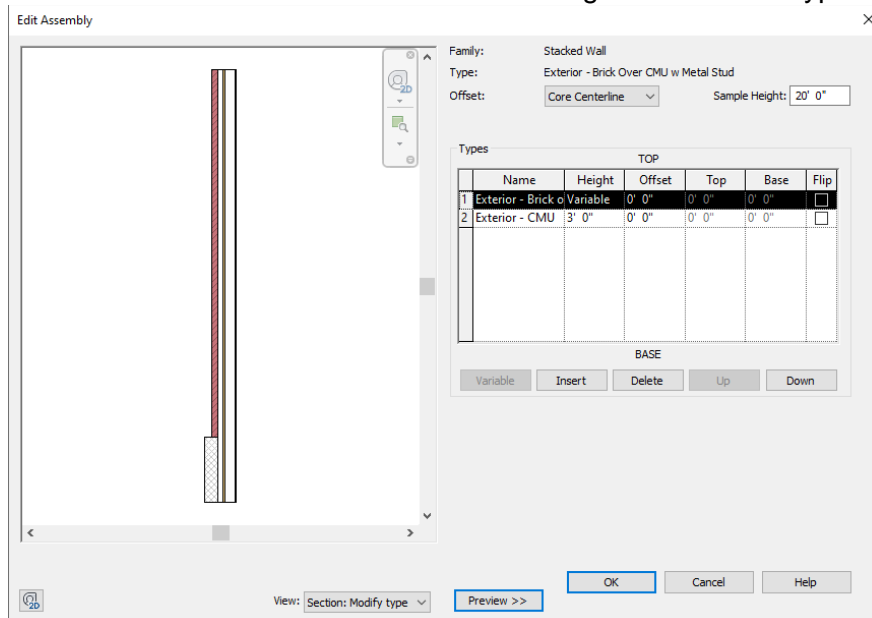 Edit Assembly
Family: Stacked Wall
Type: Exterior - Brick Over CMU w Metal Stud
Offset: Core Centerline Sample Height: 20' 0"
Types
TOP
Name Height Offset Top Base Flip
1 Exterior - Brick o Variable 0' 0" 0' 0" 0' 0"
2 Exterior - CMU 3' 0" 0' 0" 0' 0" 0' 0"
BASE
Variable Insert Delete Up Down
2D
OK Cancel Help
2D View: Section: Modify type Preview >>